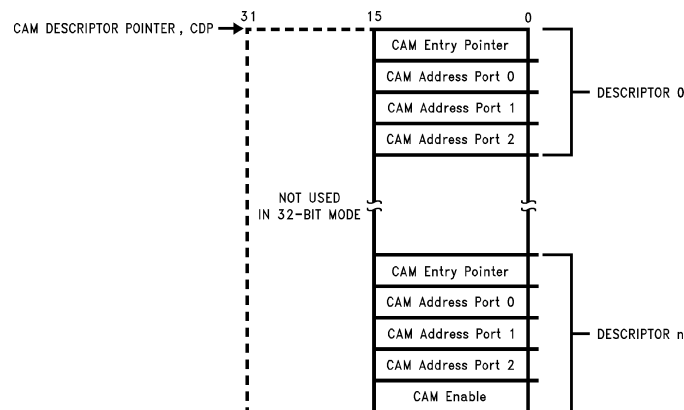 31 15 0
CAM DESCRIPTOR POINTER, CDP
CAM Entry Pointer
CAM Address Port 0
DESCRIPTOR 0
CAM Address Port 1
CAM Address Port 2
NOT USED
IN 32-BIT MODE
CAM Entry Pointer
CAM Address Port 0
CAM Address Port 1
DESCRIPTOR n
CAM Address Port 2
CAM Enable